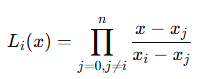 L_i(x) = \prod_{j=0, j \neq i}^{n} \frac{x - x_j}{x_i - x_j}